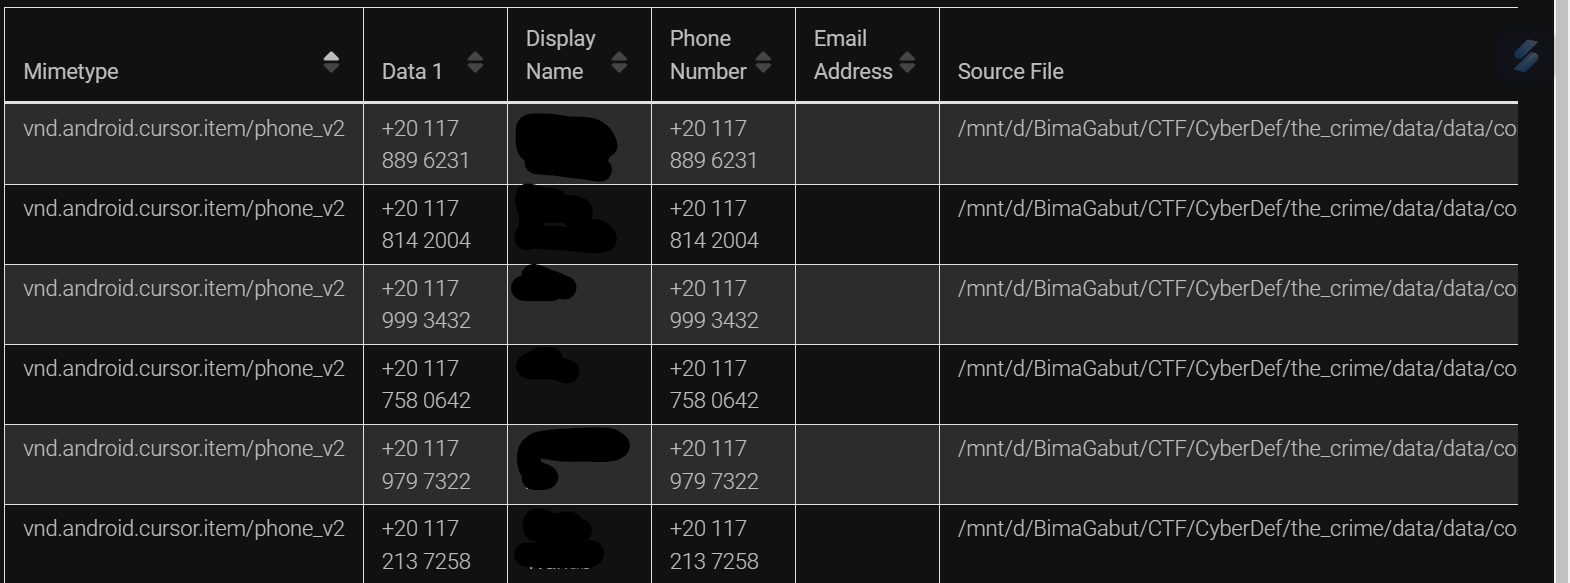 Mimetype
Data 1
Display
Name
Phone
Number
Email
Address
Source File
vnd.android.cursor.item/phone_v2
+20 117
889 6231
+20 117
889 6231
/mnt/d/BimaGabut/CTF/CyberDef/the_crime/data/data/co
vnd.android.cursor.item/phone_v2
+20 117
814 2004
+20 117
814 2004
/mnt/d/BimaGabut/CTF/CyberDef/the_crime/data/data/co
vnd.android.cursor.item/phone_v2
+20 117
999 3432
+20 117
999 3432
/mnt/d/BimaGabut/CTF/CyberDef/the_crime/data/data/co
vnd.android.cursor.item/phone_v2
+20 117
758 0642
+20 117
758 0642
/mnt/d/BimaGabut/CTF/CyberDef/the_crime/data/data/co
vnd.android.cursor.item/phone_v2
+20 117
979 7322
+20 117
979 7322
/mnt/d/BimaGabut/CTF/CyberDef/the_crime/data/data/co
vnd.android.cursor.item/phone_v2
+20 117
213 7258
+20 117
213 7258
/mnt/d/BimaGabut/CTF/CyberDef/the_crime/data/data/co